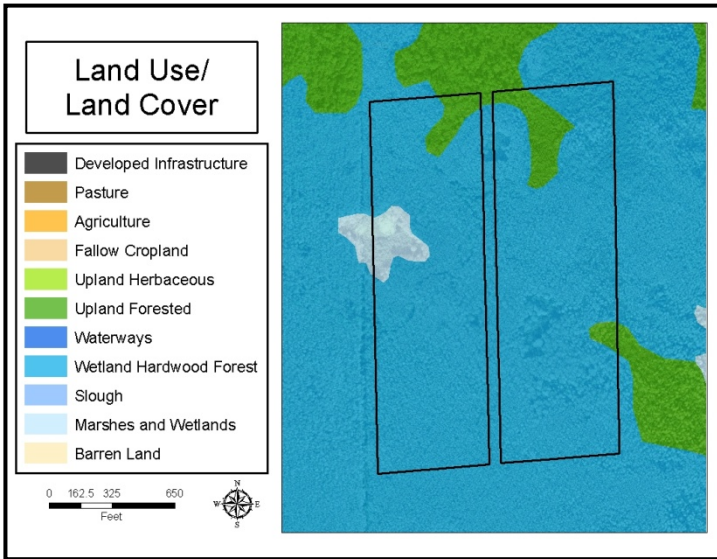 Land Use/
Land Cover
Developed Infrastructure
Pasture
Agriculture
Fallow Cropland
Upland Herbaceous
Upland Forested
Waterways
Wetland Hardwood Forest
Slough
Marshes and Wetlands
Barren Land
0 162.5 325 650
Feet
N
W E
S